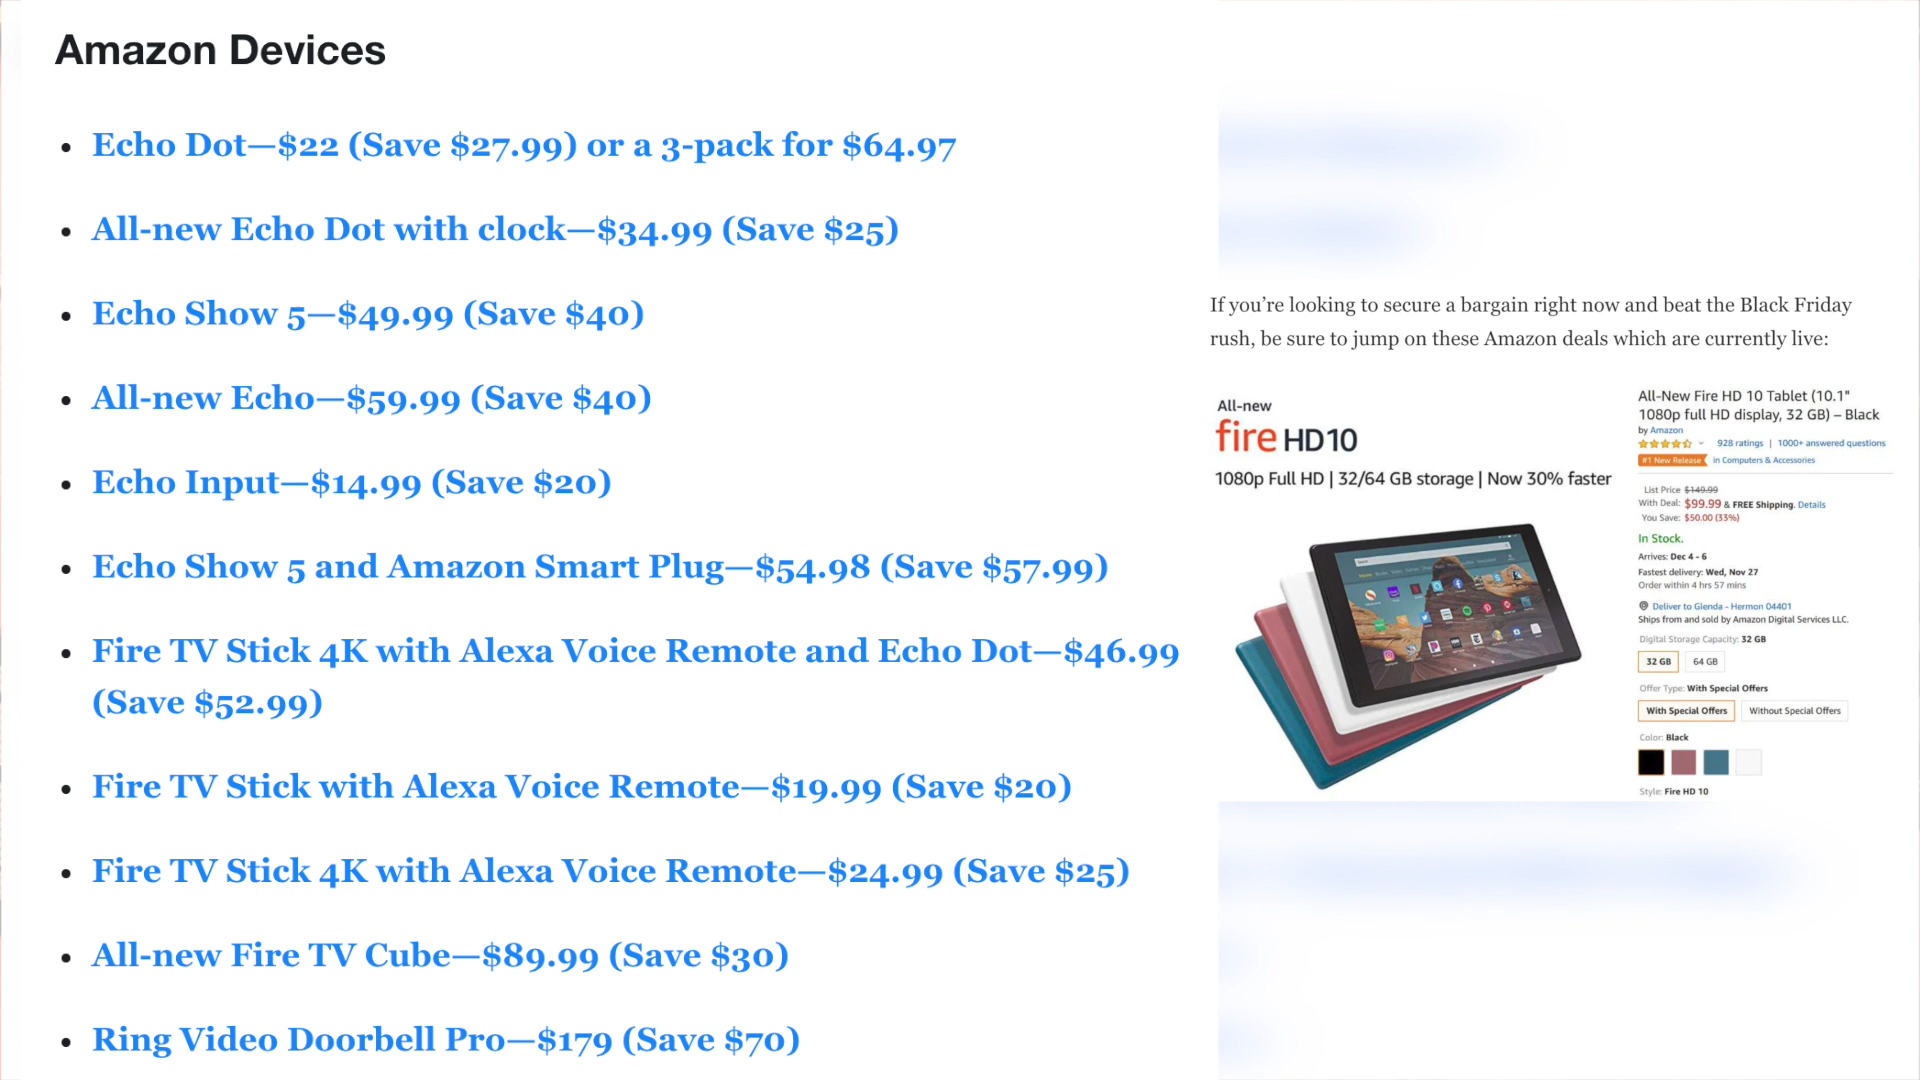 Amazon Devices
• Echo Dot—$22 (Save $27.99) or a 3-pack for $64.97
• All-new Echo Dot with clock—$34.99 (Save $25)
• Echo Show 5—$49.99 (Save $40)
• All-new Echo—$59.99 (Save $40)
• Echo Input—$14.99 (Save $20)
• Echo Show 5 and Amazon Smart Plug—$54.98 (Save $57.99)
• Fire TV Stick 4K with Alexa Voice Remote and Echo Dot—$46.99
(Save $52.99)
• Fire TV Stick with Alexa Voice Remote—$19.99 (Save $20)
• Fire TV Stick 4K with Alexa Voice Remote—$24.99 (Save $25)
• All-new Fire TV Cube—$89.99 (Save $30)
• Ring Video Doorbell Pro—$179 (Save $70)
If you’re looking to secure a bargain right now and beat the Black Friday
rush, be sure to jump on these Amazon deals which are currently live:
All-new
fire HD10
1080p Full HD | 32/64 GB storage | Now 30% faster
All-New Fire HD 10 Tablet (10.1"
1080p full HD display, 32 GB) – Black
by Amazon
928 ratings | 1000+ answered questions
#1 New Release in Computers & Accessories
List Price $149.99
With Deal: $99.99 & FREE Shipping. Details
You Save: $50.00 (33%)
In Stock.
Arrives: Dec 4 - 6
Fastest delivery: Wed, Nov 27
Order within 4 hrs 57 mins
Deliver to Glenda - Hermon 04401
Ships from and sold by Amazon Digital Services LLC.
Digital Storage Capacity: 32 GB
32 GB 64 GB
Offer Type: With Special Offers
With Special Offers Without Special Offers
Color: Black
Style: Fire HD 10